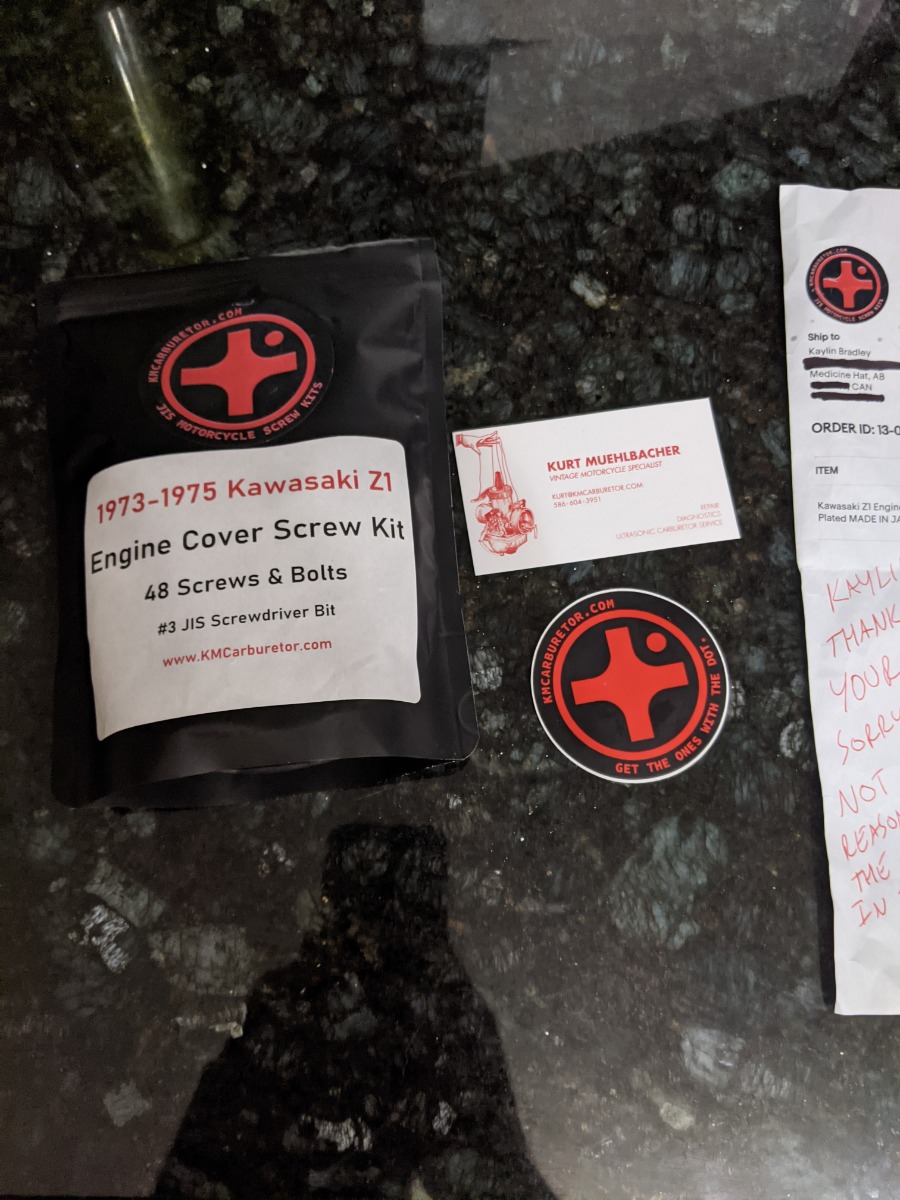 KMCARBURETOR.COM
JIS MOTORCYCLE SCREW KITS
1973-1975 Kawasaki Z1
Engine Cover Screw Kit
48 Screws & Bolts
#3 JIS Screwdriver Bit
www.KMCarburetor.com
KURT MUEHLBACHER
VINTAGE MOTORCYCLE SPECIALIST
KURT@KMCARBURETOR.COM
586-604-3951
REPAIR
DIAGNOSTICS
ULTRASONIC CARBURETOR SERVICE
KMCARBURETOR.COM
GET THE ONES WITH THE DOT.
KMCARBURETOR.COM
JIS MOTORCYCLE SCREW KITS
Ship to
Kaylin Bradley
Medicine Hat, AB
CAN
ORDER ID: 13-0
ITEM
Kawasaki Z1 Engin
Plated MADE IN JA
KAYLI
THANK
YOUR
SORRY
NOT
REASO
THE
IN